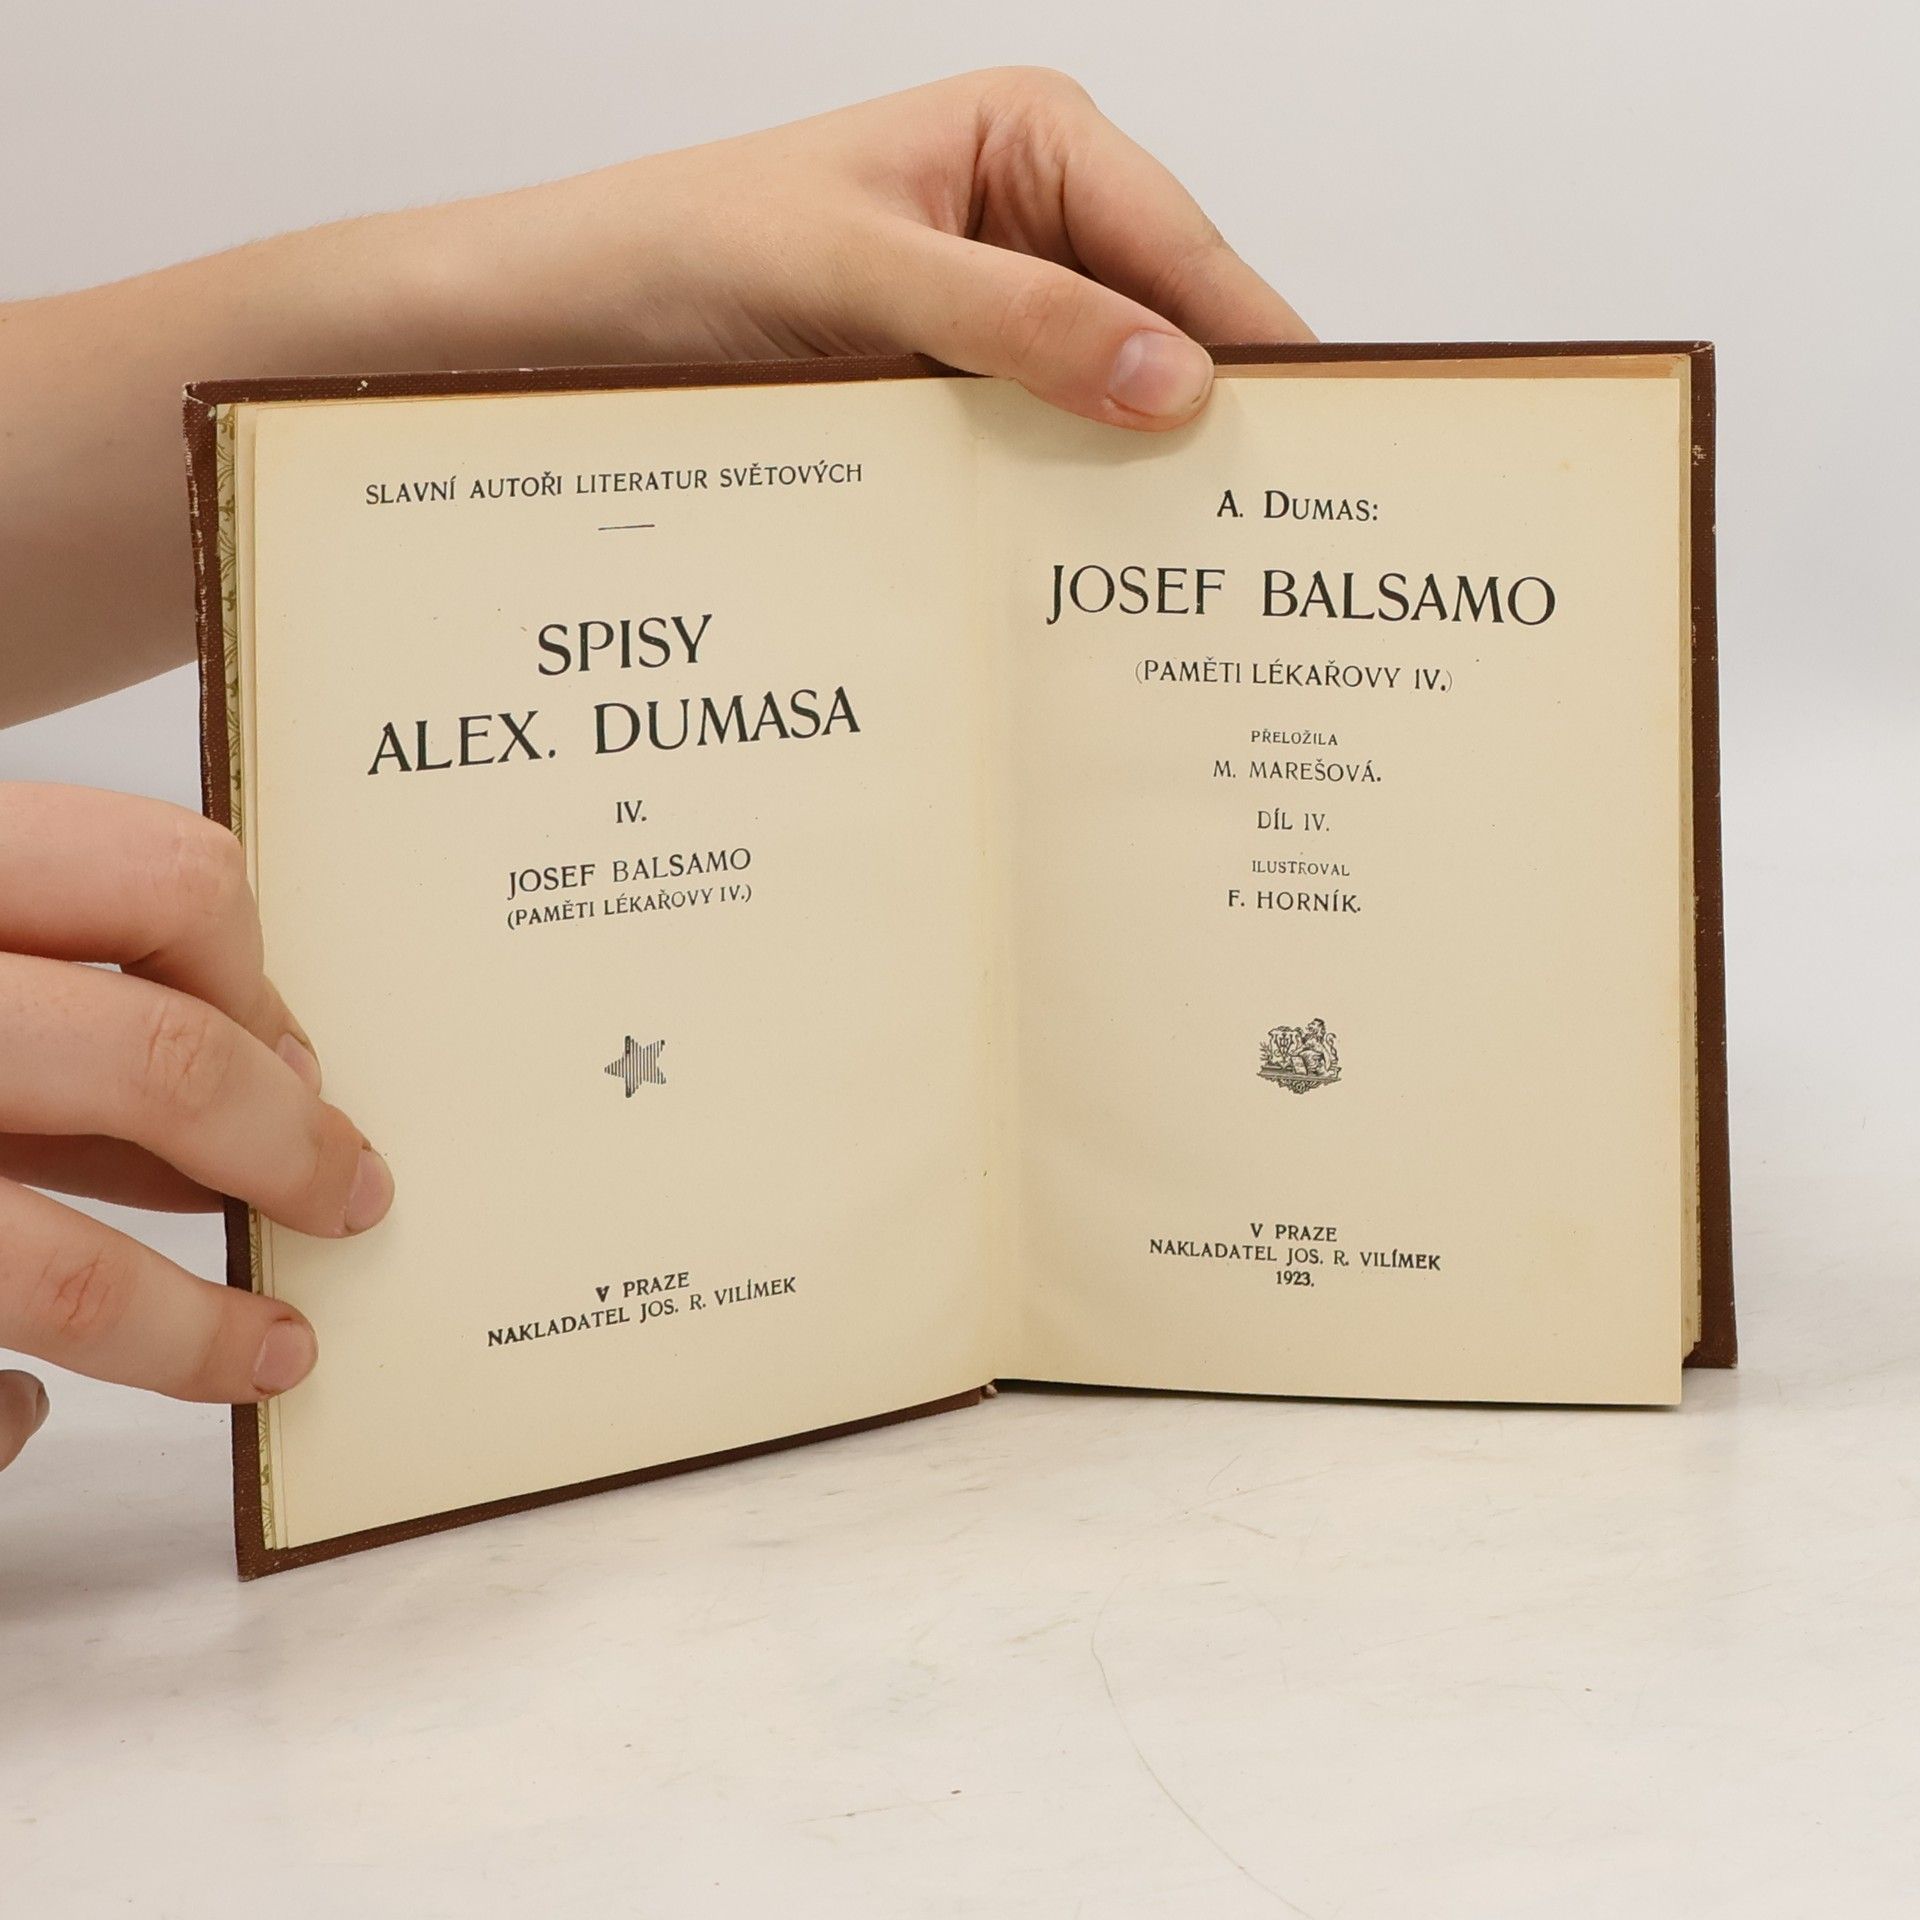 SLAVNÍ AUTOŘI LITERATUR SVĚTOVÝCH
SPISY
ALEX. DUMASA
IV.
JOSEF BALSAMO
(PAMĚTI LÉKAŘOVY IV.)
V PRAZE
NAKLADATEL JOS. R. VILÍMEK
A. DUMAS:
JOSEF BALSAMO
(PAMĚTI LÉKAŘOVY IV.)
PŘELOŽILA
M. MAREŠOVÁ.
DÍL IV.
ILUSTROVAL
F. HORNÍK.
V PRAZE
NAKLADATEL JOS. R. VILÍMEK
1923.